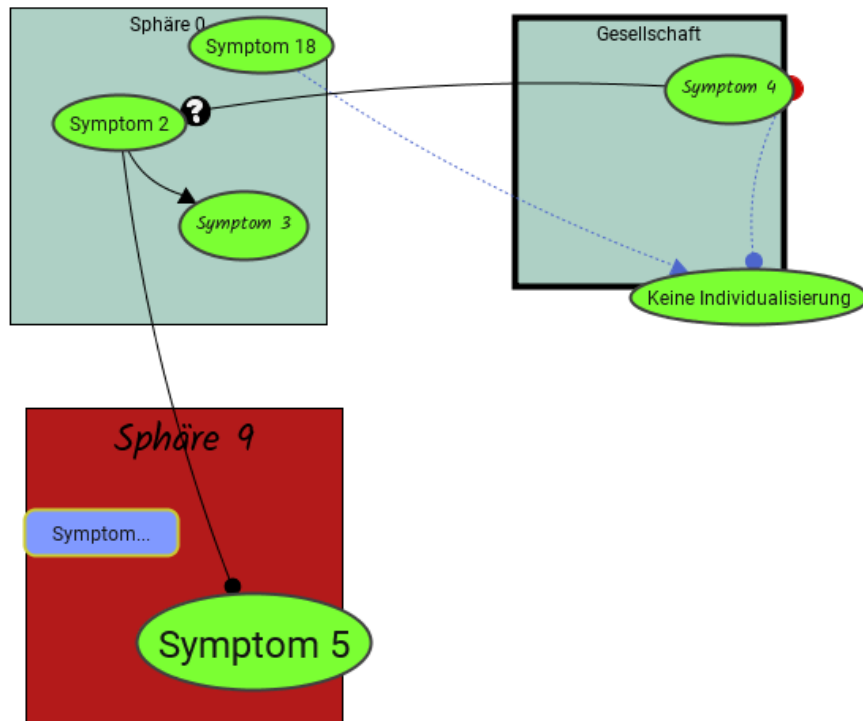 Sphäre 0
Symptom 18
Gesellschaft
Symptom 4
Symptom 2
?
Symptom 3
Keine Individualisierung
Sphäre 9
Symptom...
Symptom 5